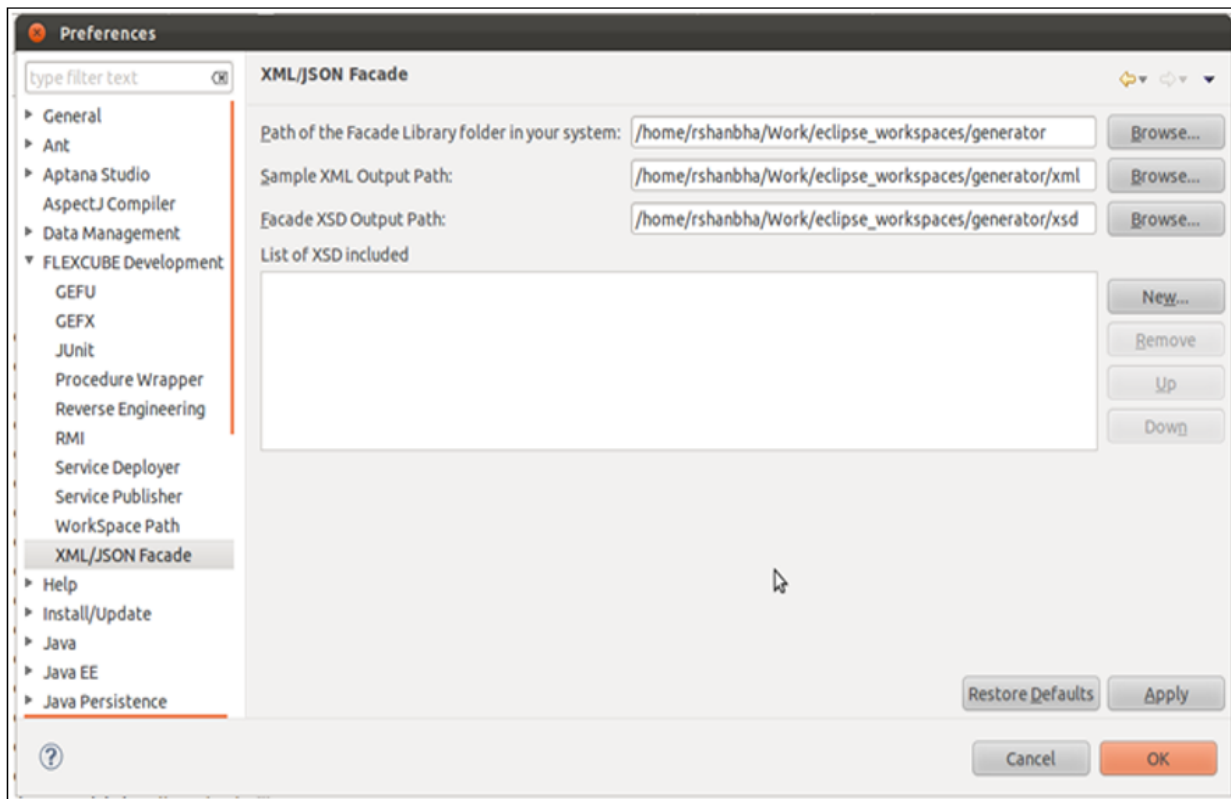 Preferences
type filter text
General
Ant
Aptana Studio
AspectJ Compiler
Data Management
FLEXCUBE Development
GEFU
GEFX
JUnit
Procedure Wrapper
Reverse Engineering
RMI
Service Deployer
Service Publisher
WorkSpace Path
XML/JSON Facade
Help
Install/Update
Java
Java EE
Java Persistence
XML/JSON Facade
Path of the Facade Library folder in your system: /home/rshanbha/Work/eclipse_workspaces/generator Browse...
Sample XML Output Path: /home/rshanbha/Work/eclipse_workspaces/generator/xml Browse...
Facade XSD Output Path: /home/rshanbha/Work/eclipse_workspaces/generator/xsd Browse...
List of XSD included
New...
Remove
Up
Down
Restore Defaults Apply
Cancel OK